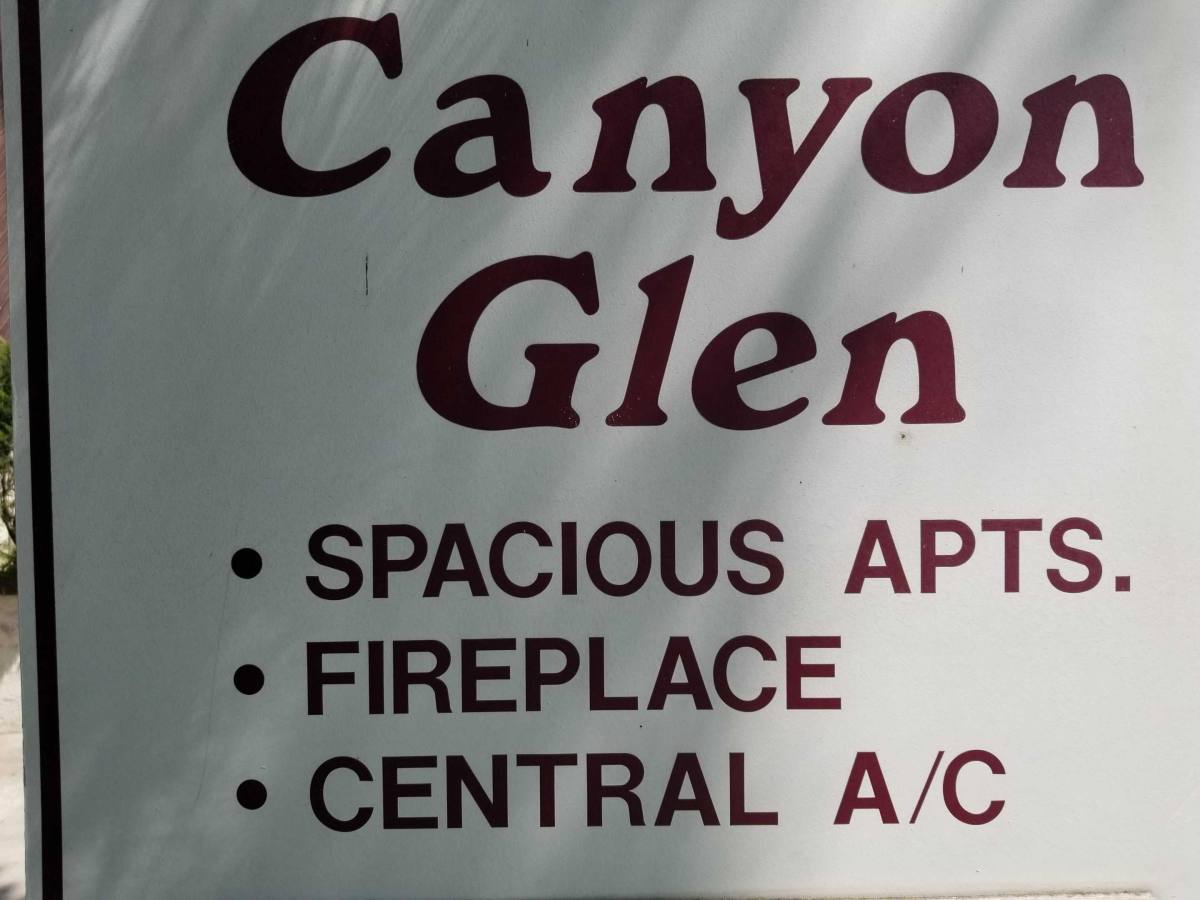 Canyon
Glen
• SPACIOUS APTS.
• FIREPLACE
• CENTRAL A/C